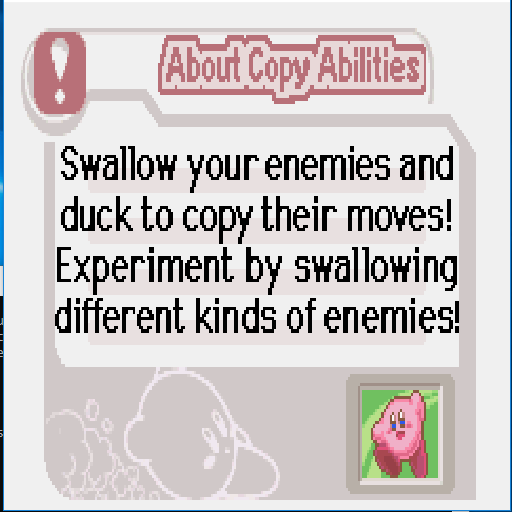 About Copy Abilities
Swallow your enemies and
duck to copy their moves!
Experiment by swallowing
different kinds of enemies!